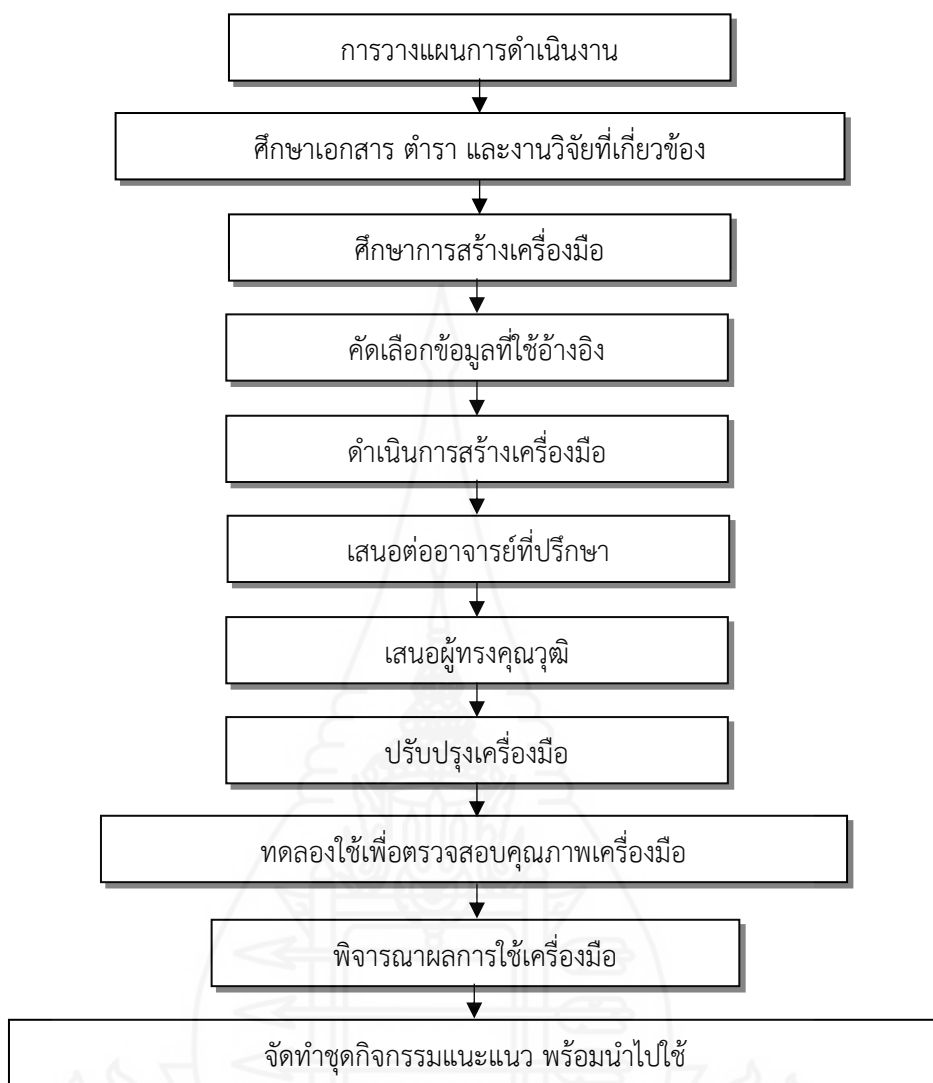 การวางแผนการดำเนินงาน
ศึกษาเอกสาร ตำรา และงานวิจัยที่เกี่ยวข้อง
ศึกษาการสร้างเครื่องมือ
คัดเลือกข้อมูลที่ใช้อ้างอิง
ดำเนินการสร้างเครื่องมือ
เสนอต่ออาจารย์ที่ปรึกษา
เสนอผู้ทรงคุณวุฒิ
ปรับปรุงเครื่องมือ
ทดลองใช้เพื่อตรวจสอบคุณภาพเครื่องมือ
พิจารณาผลการใช้เครื่องมือ
จัดทำชุดกิจกรรมแนะแนว พร้อมนำไปใช้